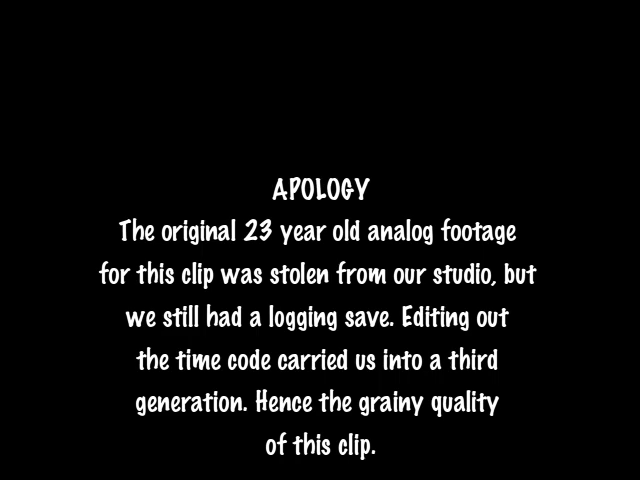 APOLOGY
The original 23 year old analog footage
for this clip was stolen from our studio, but
we still had a logging save. Editing out
the time code carried us into a third
generation. Hence the grainy quality
of this clip.